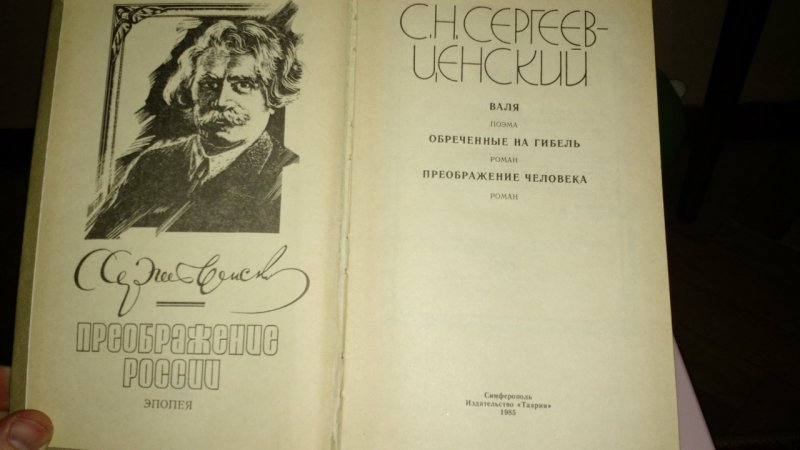 ПРЕОБРАЖЕНИЕ
РОССИИ
ЭПОПЕЯ
С.Н.СЕРГЕЕВ-
ЦЕНСКИЙ
ВАЛЯ
ПОЭМА
ОБРЕЧЕННЫЕ НА ГИБЕЛЬ
РОМАН
ПРЕОБРАЖЕНИЕ ЧЕЛОВЕКА
РОМАН
Симферополь
Издательство «Таврия»
1985